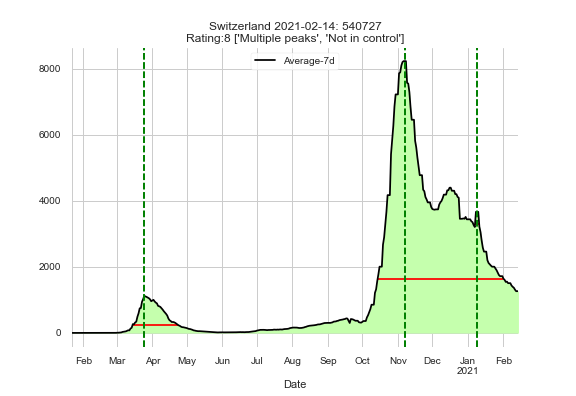 Switzerland 2021-02-14: 540727
Rating:8 ['Multiple peaks', 'Not in control']
Average-7d
8000
6000
4000
2000
0
Feb Mar Apr May Jun Jul Aug Sep Oct Nov Dec Jan Feb
2021
Date